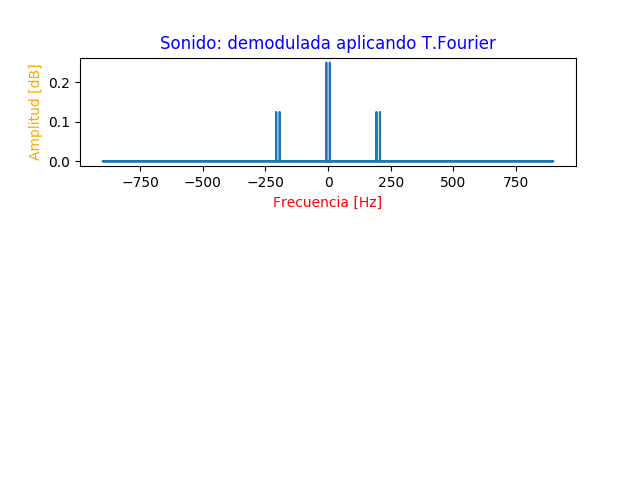 Sonido: demodulada aplicando T.Fourier
Amplitud [dB]
0.2
0.1
0.0
−750 −500 −250 0 250 500 750
Frecuencia [Hz]